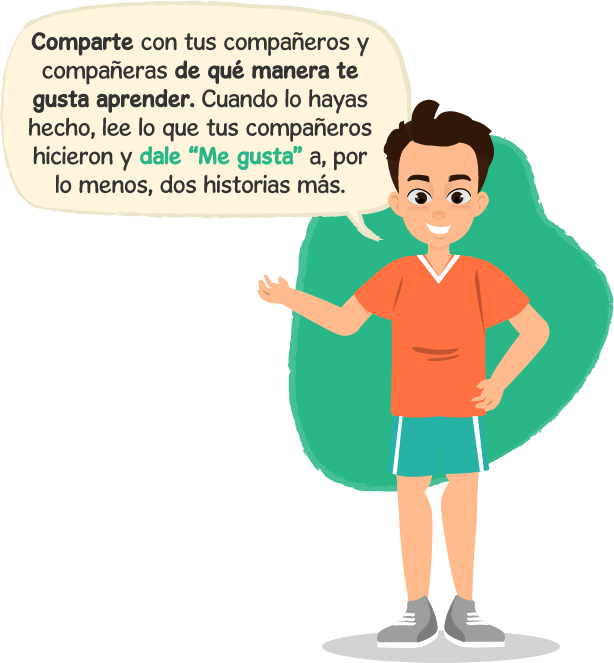 Comparte con tus compañeros y
compañeras de qué manera te
gusta aprender. Cuando lo hayas
hecho, lee lo que tus compañeros
hicieron y dale “Me gusta” a, por
lo menos, dos historias más.